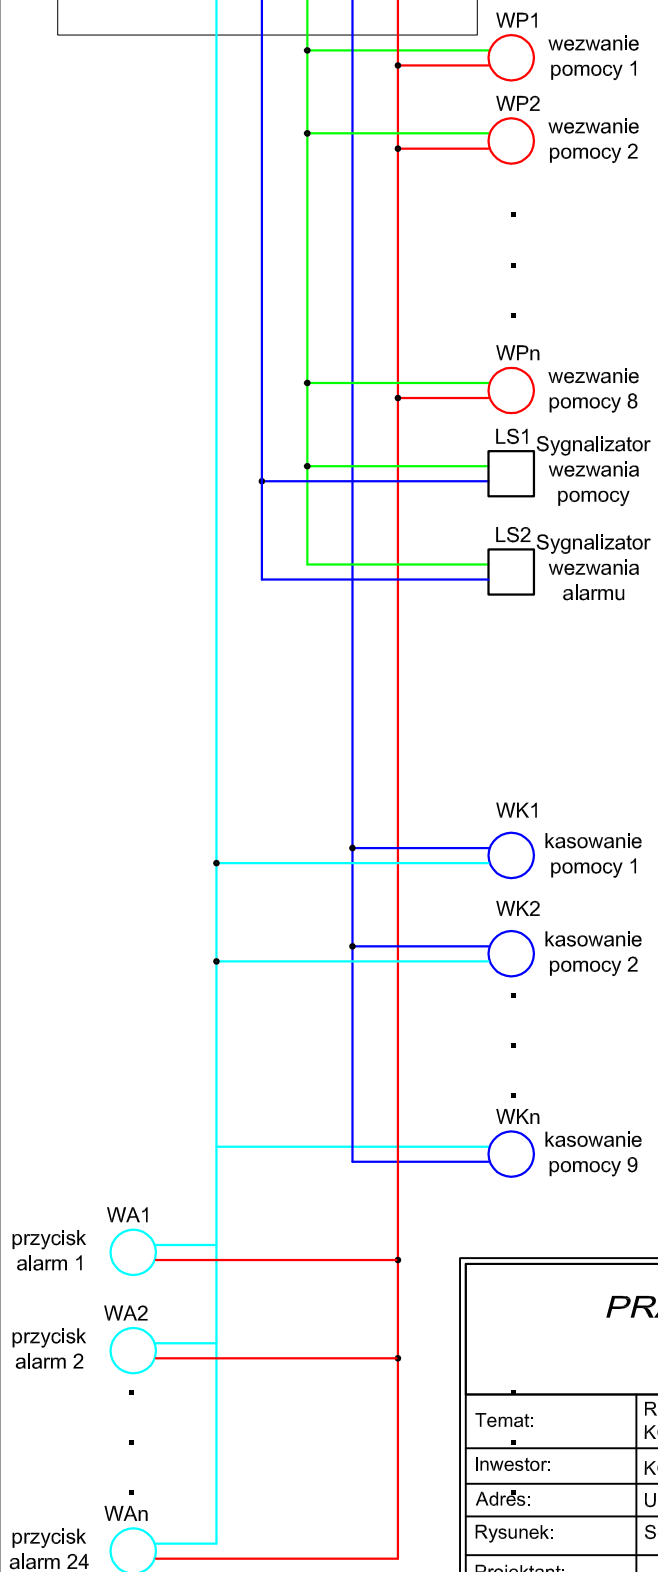 WP1
wezwanie
pomocy 1
WP2
wezwanie
pomocy 2
WPn
wezwanie
pomocy 8
LS1
Sygnalizator
wezwania
pomocy
LS2
Sygnalizator
wezwania
alarmu
WK1
kasowanie
pomocy 1
WK2
kasowanie
pomocy 2
WKn
kasowanie
pomocy 9
WA1
przycisk
alarm 1
WA2
przycisk
alarm 2
WAn
przycisk
alarm 24
Temat:
Inwestor:
Adres:
Rysunek:
Projektant: